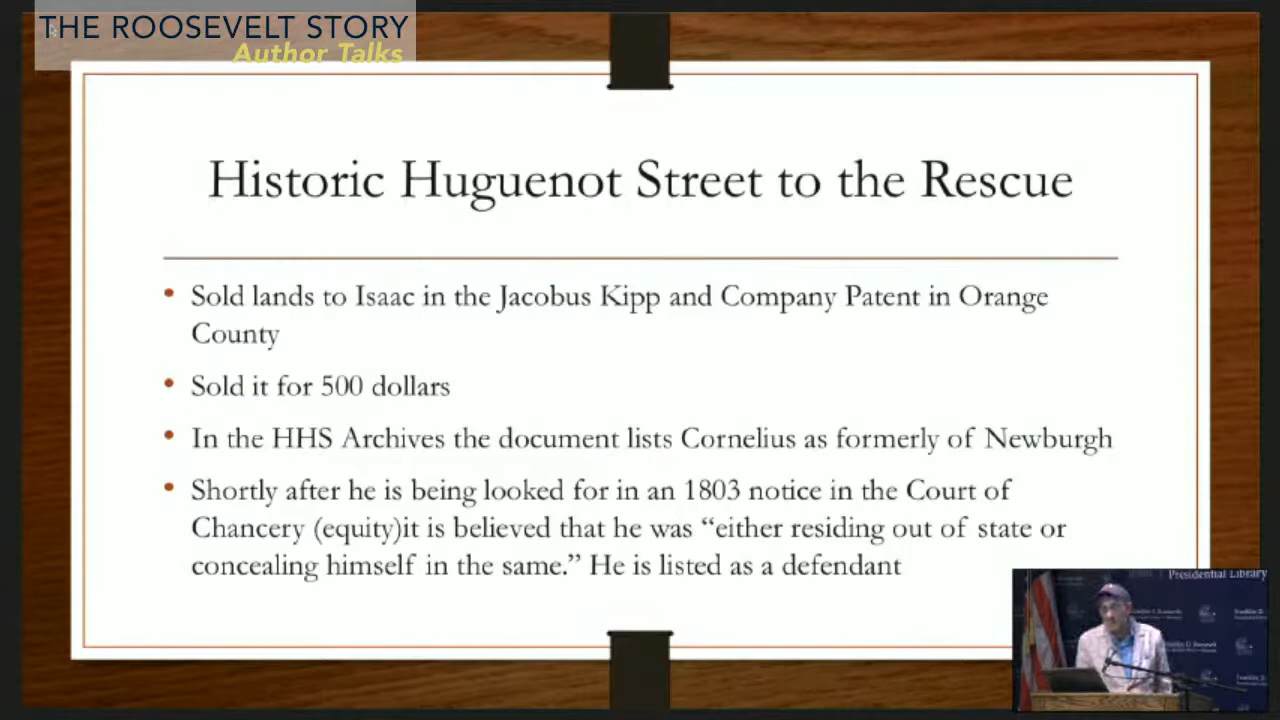 THE ROOSEVELT STORY
Author Talks
Historic Huguenot Street to the Rescue
• Sold lands to Isaac in the Jacobus Kipp and Company Patent in Orange
County
• Sold it for 500 dollars
• In the HHS Archives the document lists Cornelius as formerly of Newburgh
• Shortly after he is being looked for in an 1803 notice in the Court of
Chancery (equity)it is believed that he was “either residing out of state or
concealing himself in the same.” He is listed as a defendant
Presidential Library